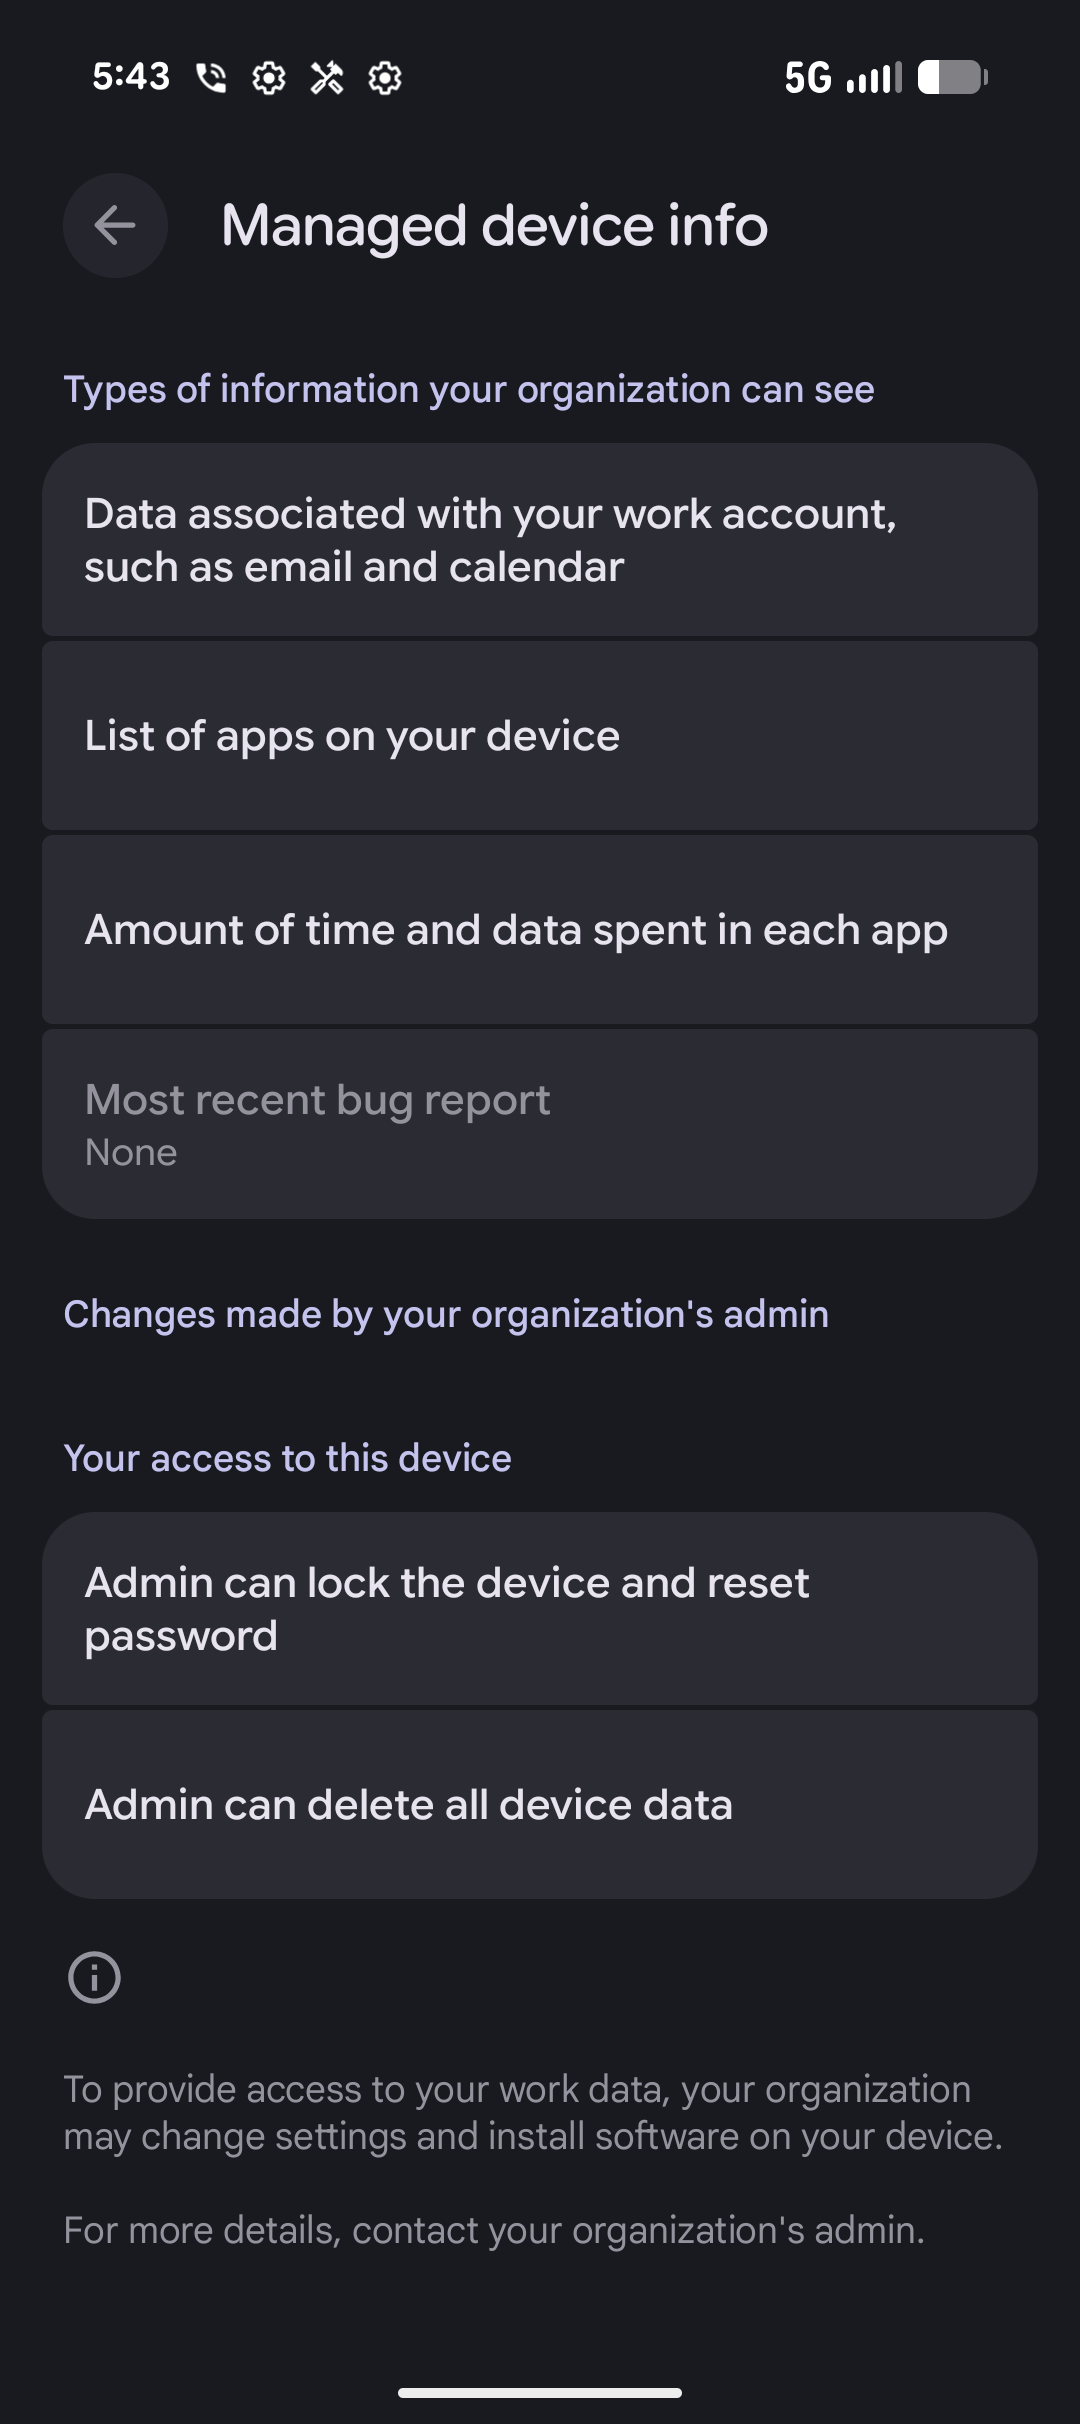 5:43
5G
Managed device info
Types of information your organization can see
Data associated with your work account,
such as email and calendar
List of apps on your device
Amount of time and data spent in each app
Most recent bug report
None
Changes made by your organization's admin
Your access to this device
Admin can lock the device and reset
password
Admin can delete all device data
To provide access to your work data, your organization
may change settings and install software on your device.
For more details, contact your organization's admin.